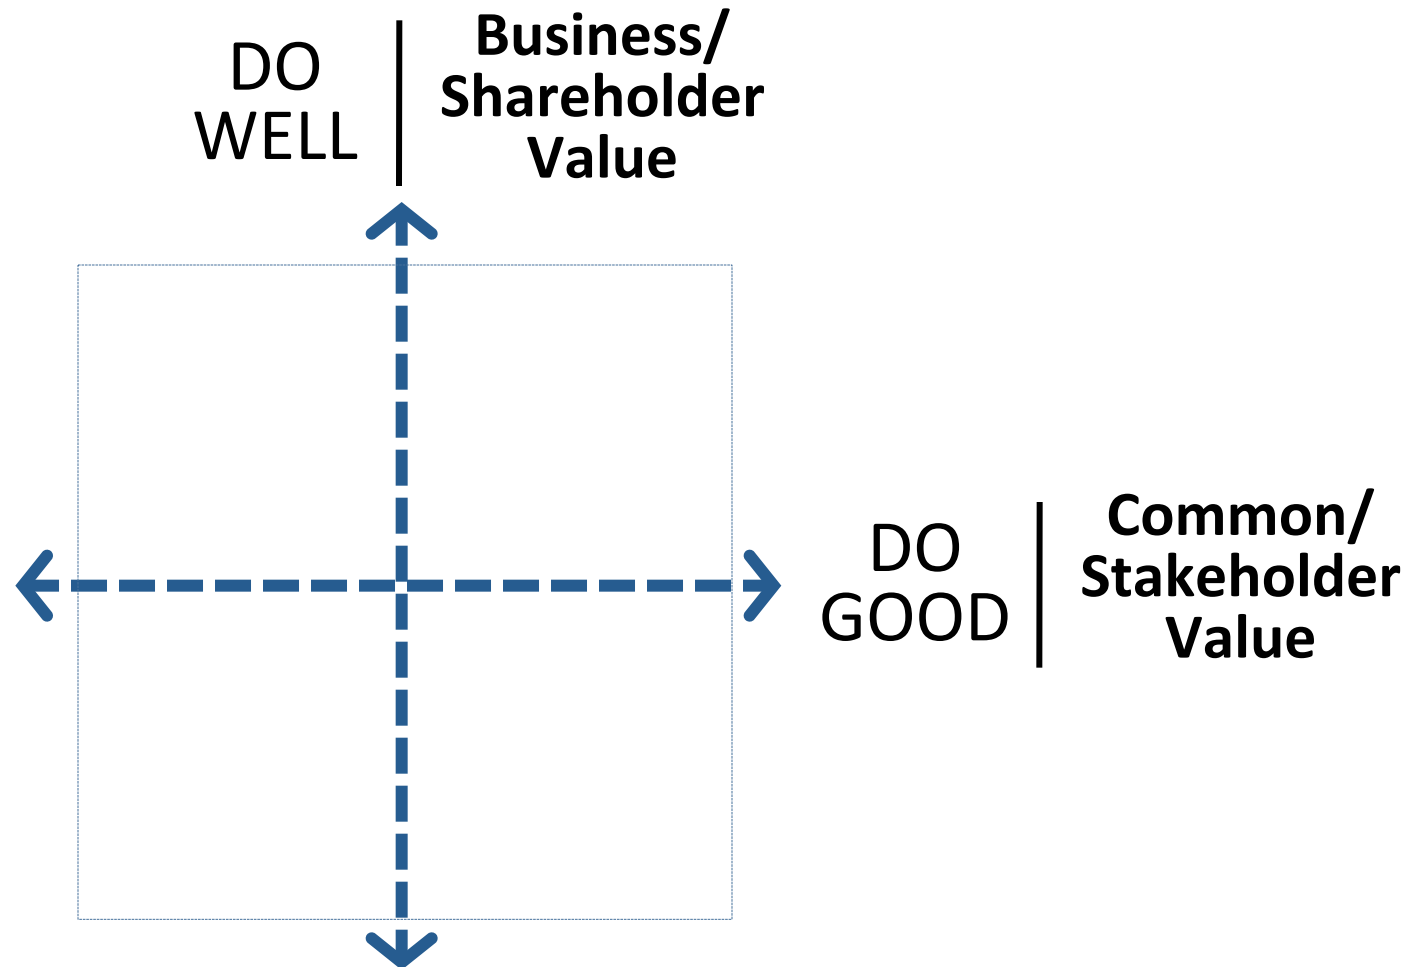 DO
WELL
Business/
Shareholder
Value
DO
GOOD
Common/
Stakeholder
Value